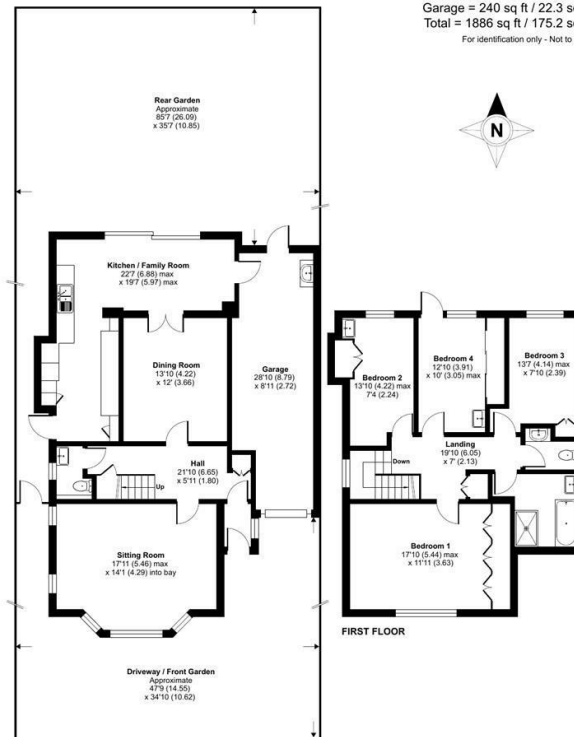 Garage = 240 sq ft / 22.3 s
Total = 1886 sq ft / 175.2 s
For identification only - Not to
N
Rear Garden
Approximate
85'7 (26.09)
x 35'7 (10.85)
Kitchen / Family Room
22'7 (6.88) max
x 19'7 (5.97) max
Dining Room
13'10 (4.22)
x 12' (3.66)
Garage
28'10 (8.79)
x 8'11 (2.72)
Hall
21'10 (6.65)
x 5'11 (1.80)
Up
Sitting Room
17'11 (5.46) max
x 14'1 (4.29) into bay
Driveway / Front Garden
Approximate
47'9 (14.55)
x 34'10 (10.62)
Bedroom 2
13'10 (4.22) max
7'4 (2.24)
Bedroom 4
12'10 (3.91)
x 10' (3.05) max
Bedroom 3
13'7 (4.14) max
x 7'10 (2.39)
Landing
19'10 (6.05)
x 7' (2.13)
Down
Bedroom 1
17'10 (5.44) max
x 11'11 (3.63)
FIRST FLOOR